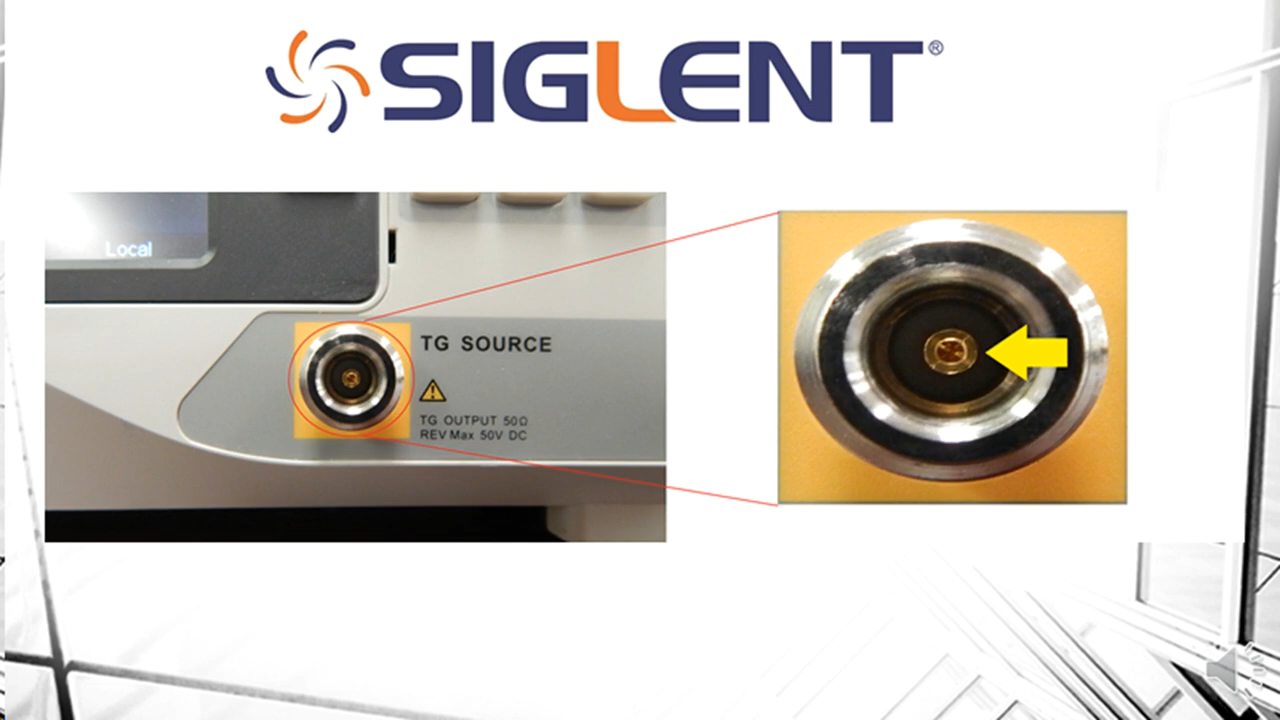 SIGLENT®
Local
TG SOURCE
TG OUTPUT 50Ω
REV Max 50V DC